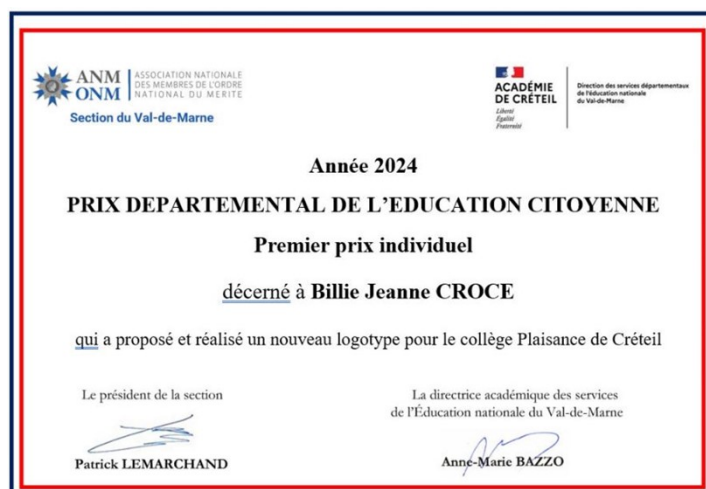 ANM
ONM
ASSOCIATION NATIONALE
DES MEMBRES DE L'ORDRE
NATIONAL DU MERITE
Section du Val-de-Marne
ACADÉMIE
DE CRÉTEIL
Liberté
Égalité
Fraternité
Direction des services départementaux
de l'éducation nationale
du Val-de-Marne
Année 2024
PRIX DEPARTEMENTAL DE L'EDUCATION CITOYENNE
Premier prix individuel
décerné à Billie Jeanne CROCE
qui a proposé et réalisé un nouveau logotype pour le collège Plaisance de Créteil
Le président de la section
Patrick LEMARCHAND
La directrice académique des services
de l'Éducation nationale du Val-de-Marne
Anne-Marie BAZZO